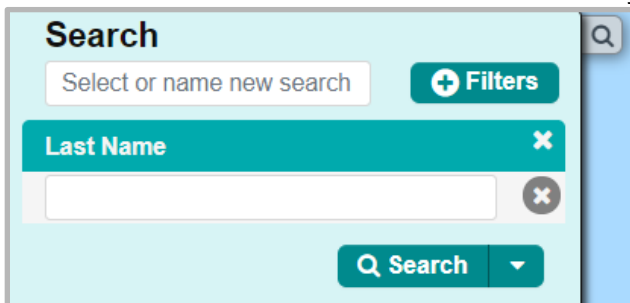 Search
Select or name new search
Filters
Last Name
Search